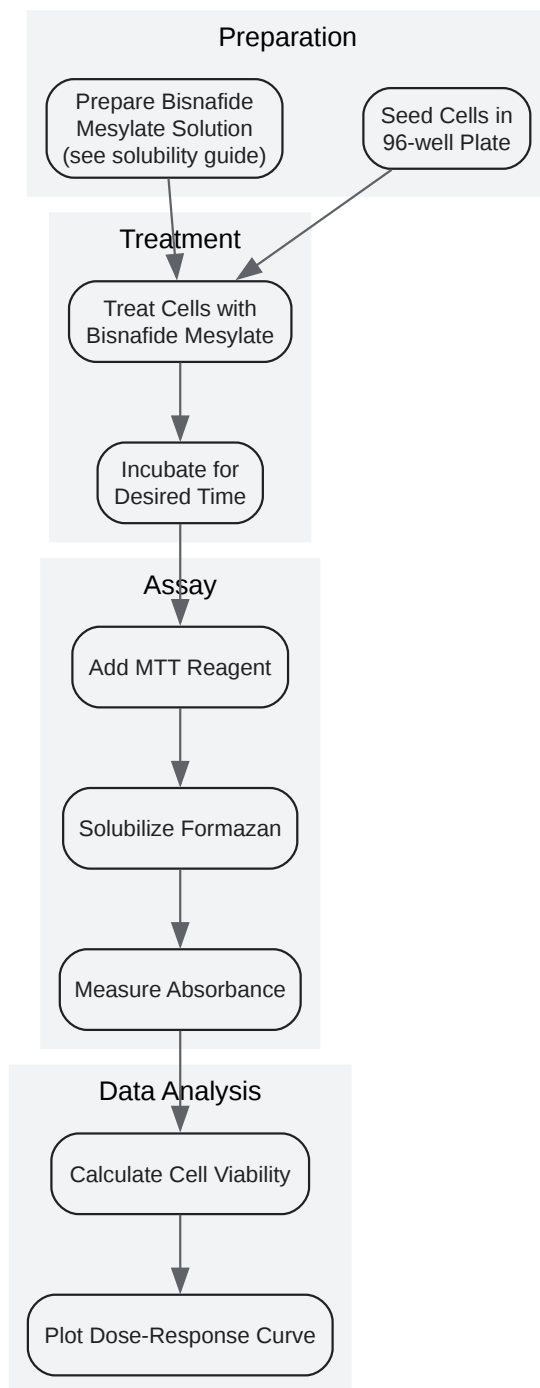 Preparation
Prepare Bisnafide
Mesylate Solution
(see solubility guide)
Seed Cells in
96-well Plate
Treatment
Treat Cells with
Bisnafide Mesylate
Incubate for
Desired Time
Assay
Add MTT Reagent
Solubilize Formazan
Measure Absorbance
Data Analysis
Calculate Cell Viability
Plot Dose-Response Curve